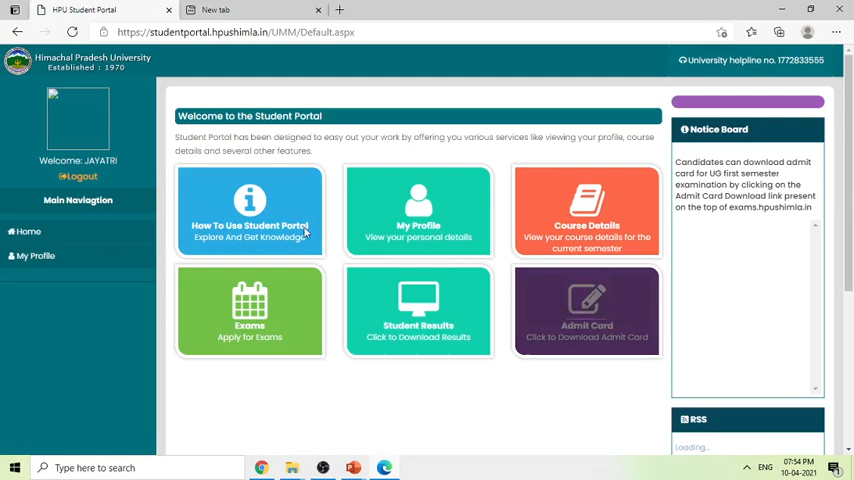 HPU Student Portal
New tab
https://studentportal.hpushimla.in/UMM/Default.aspx
Himachal Pradesh University
Established : 1970
University helpline no. 1772833555
Welcome: JAYATRI
Logout
Main Naviagtion
Home
My Profile
Welcome to the Student Portal
Student Portal has been designed to easy out your work by offering you various services like viewing your profile, course
details and several other features.
How To Use Student Portal
Explore And Get Knowledge
My Profile
View your personal details
Course Details
View your course details for the
current semester
Exams
Apply for Exams
Student Results
Click to Download Results
Admit Card
Click to Download Admit Card
Notice Board
Candidates can download admit
card for UG first semester
examination by clicking on the
Admit Card Download link present
on the top of exams.hpushimla.in
RSS
Loading...
Type here to search
ENG
07:54 PM
10-04-2021